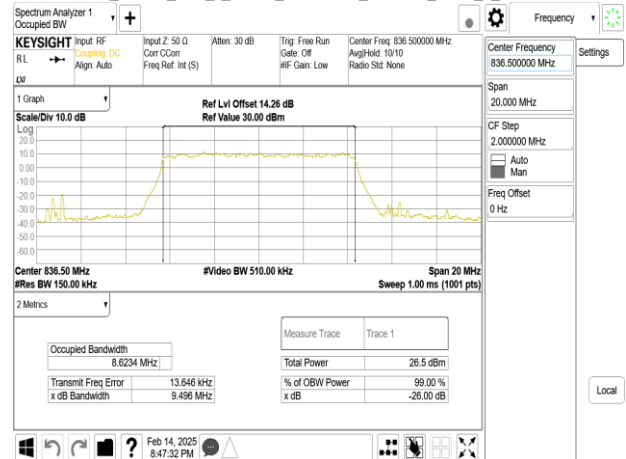 Spectrum Analyzer 1
Occupied BW
Frequency
KEYSIGHT
RL
Input: RF
Coupling: DC
Align: Auto
Input Z: 50 Ω
Corr CCorr
Freq Ref: Int (S)
Atten: 30 dB
Trig: Free Run
Gate: Off
#IF Gain: Low
Center Freq: 836.500000 MHz
Avg|Hold: 10/10
Radio Std: None
LXI
1 Graph
Ref Lvl Offset 14.26 dB
Scale/Div 10.0 dB
Ref Value 30.00 dBm
Log
20.0
10.0
0.00
-10.0
-20.0
-30.0
-40.0
-50.0
-60.0
Center 836.50 MHz
#Video BW 510.00 kHz
Span 20 MHz
#Res BW 150.00 kHz
Sweep 1.00 ms (1001 pts)
2 Metrics
Measure Trace Trace 1
Occupied Bandwidth
8.6234 MHz
Total Power 26.5 dBm
Transmit Freq Error 13.646 kHz
% of OBW Power 99.00 %
x dB Bandwidth 9.496 MHz
x dB -26.00 dB
Center Frequency
836.500000 MHz
Settings
Span
20.000 MHz
CF Step
2.000000 MHz
Auto
Man
Freq Offset
0 Hz
Local
?
Feb 14, 2025
8:47:32 PM